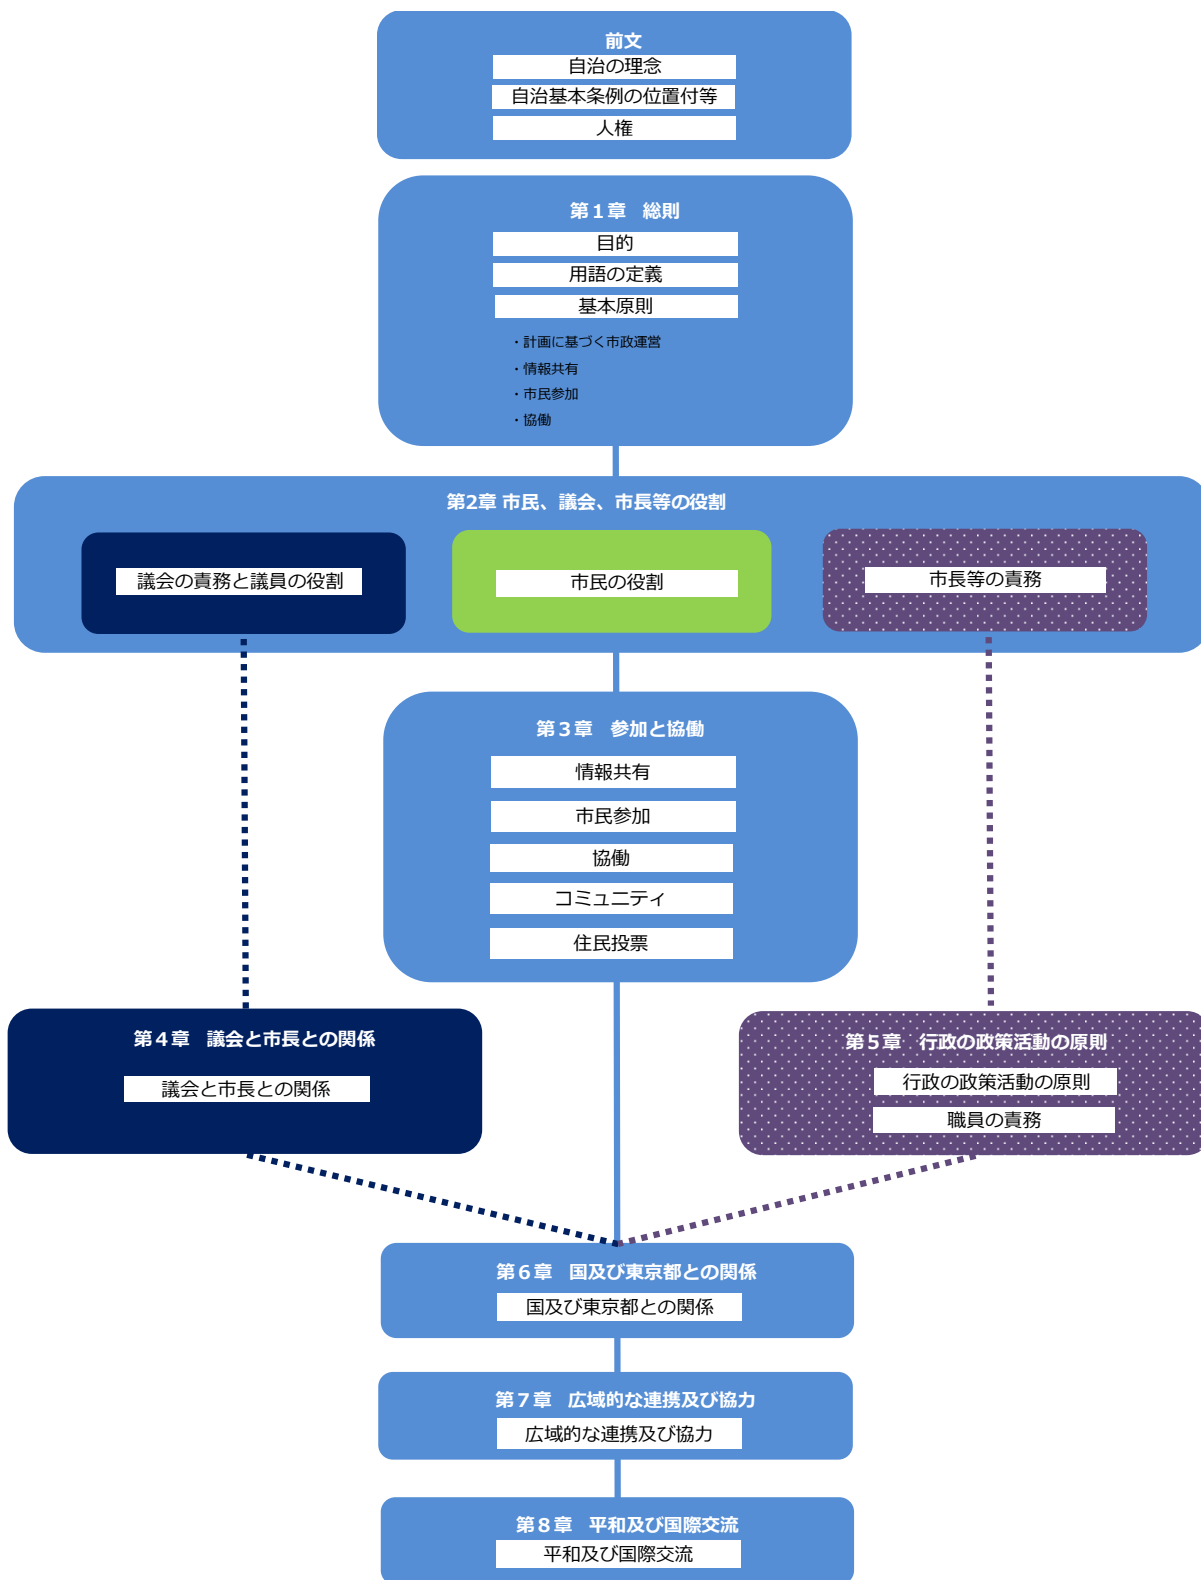 前文
自治の理念
自治基本条例の位置付等
人権
第１章　総則
目的
用語の定義
基本原則
・計画に基づく市政運営
・情報共有
・市民参加
・協働
第2章 市民、議会、市長等の役割
議会の責務と議員の役割
市民の役割
市長等の責務
第３章　参加と協働
情報共有
市民参加
協働
コミュニティ
住民投票
第４章　議会と市長との関係
議会と市長との関係
第５章　行政の政策活動の原則
行政の政策活動の原則
職員の責務
第６章　国及び東京都との関係
国及び東京都との関係
第７章　広域的な連携及び協力
広域的な連携及び協力
第８章　平和及び国際交流
平和及び国際交流